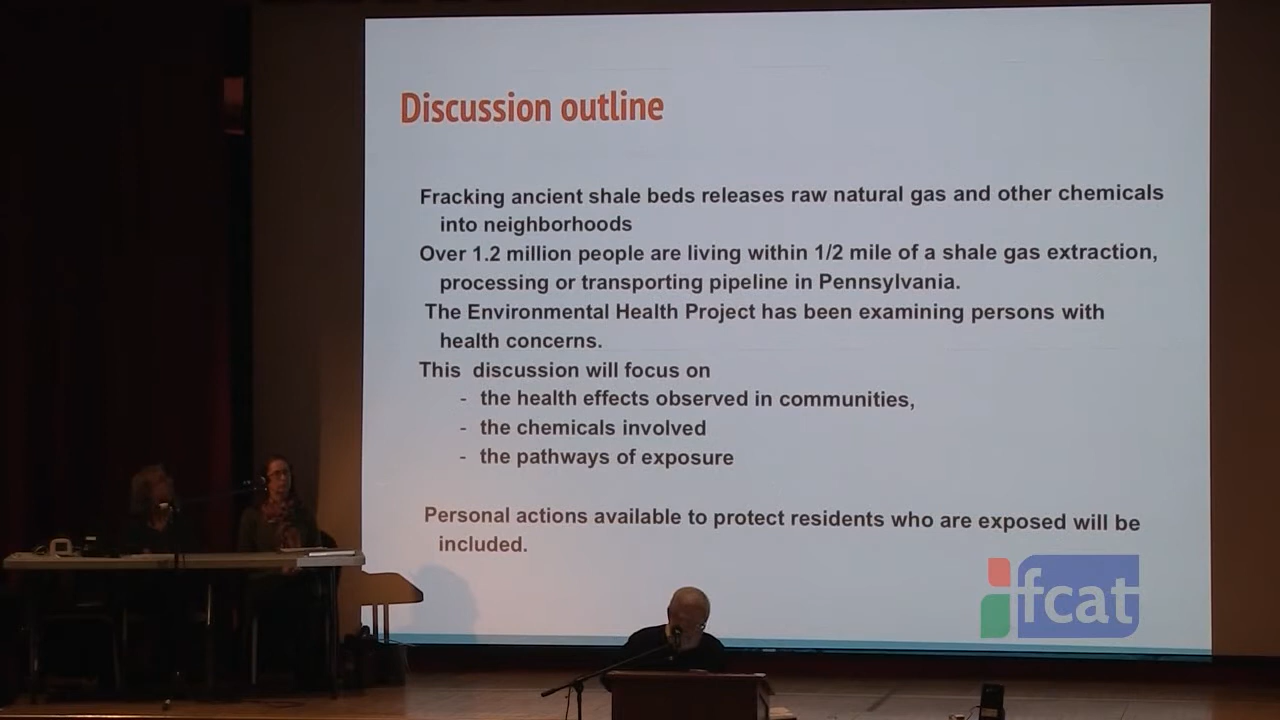 Discussion outline
Fracking ancient shale beds releases raw natural gas and other chemicals
into neighborhoods
Over 1.2 million people are living within 1/2 mile of a shale gas extraction,
processing or transporting pipeline in Pennsylvania.
The Environmental Health Project has been examining persons with
health concerns.
This discussion will focus on
- the health effects observed in communities,
- the chemicals involved
- the pathways of exposure
Personal actions available to protect residents who are exposed will be
included.
fcat